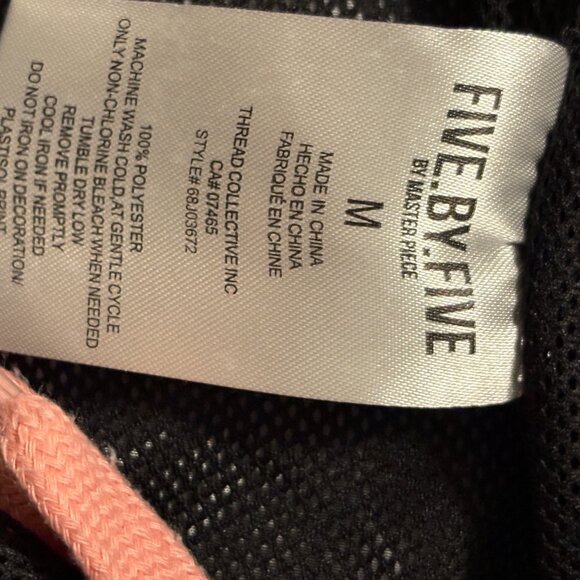 FIVE.BY.FIVE
BY MASTER PIECE
M
MADE IN CHINA
HECHO EN CHINA
FABRIQUÉ EN CHINE
THREAD COLLECTIVE INC
CA# 07485
STYLE# 68J03672
100% POLYESTER
MACHINE WASH COLD, AT GENTLE CYCLE
ONLY NON-CHLORINE BLEACH WHEN NEEDED
TUMBLE DRY LOW
REMOVE PROMPTLY
COOL IRON IF NEEDED
DO NOT IRON ON DECORATION/
PLASTISO PRINT